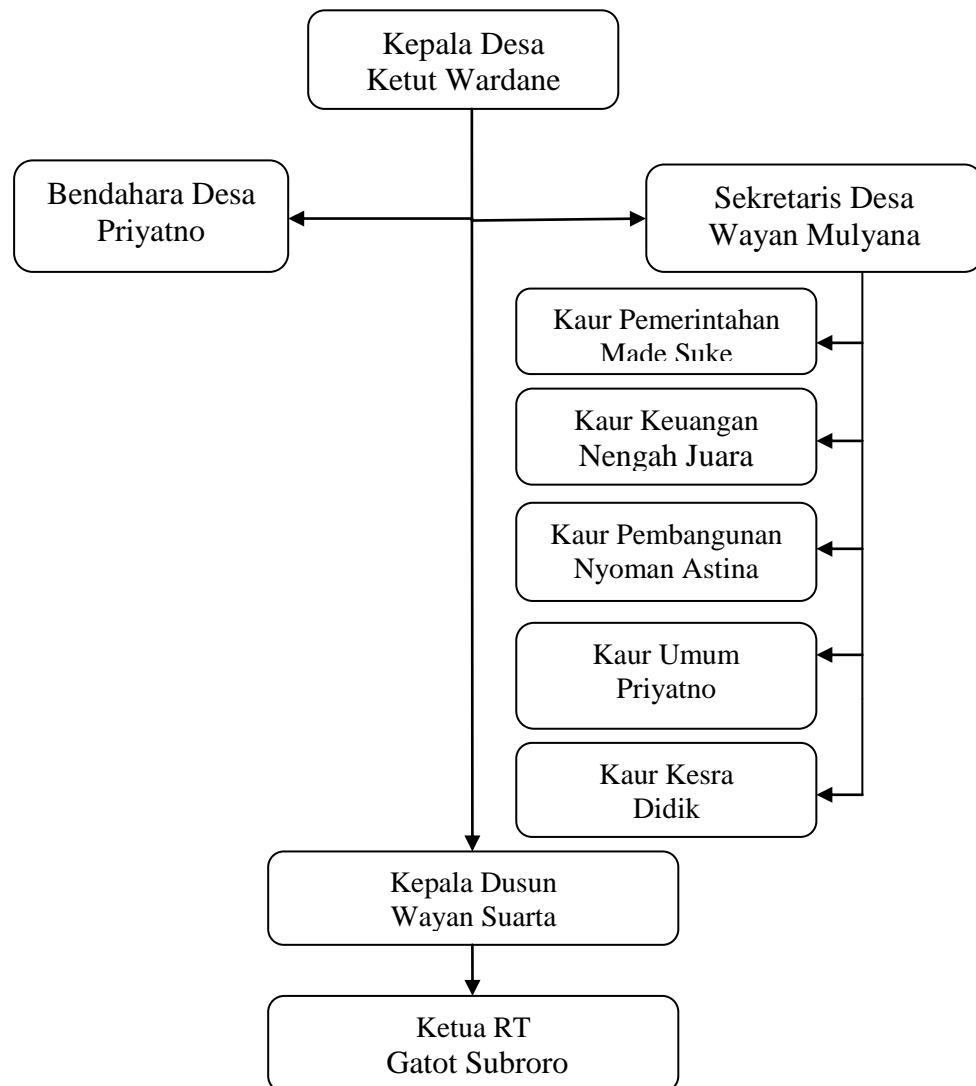 Kepala Desa
Ketut Wardane
Bendahara Desa
Priyatno
Sekretaris Desa
Wayan Mulyana
Kaur Pemerintahan
Made Suke
Kaur Keuangan
Nengah Juara
Kaur Pembangunan
Nyoman Astina
Kaur Umum
Priyatno
Kaur Kesra
Didik
Kepala Dusun
Wayan Suarta
Ketua RT
Gatot Subroro